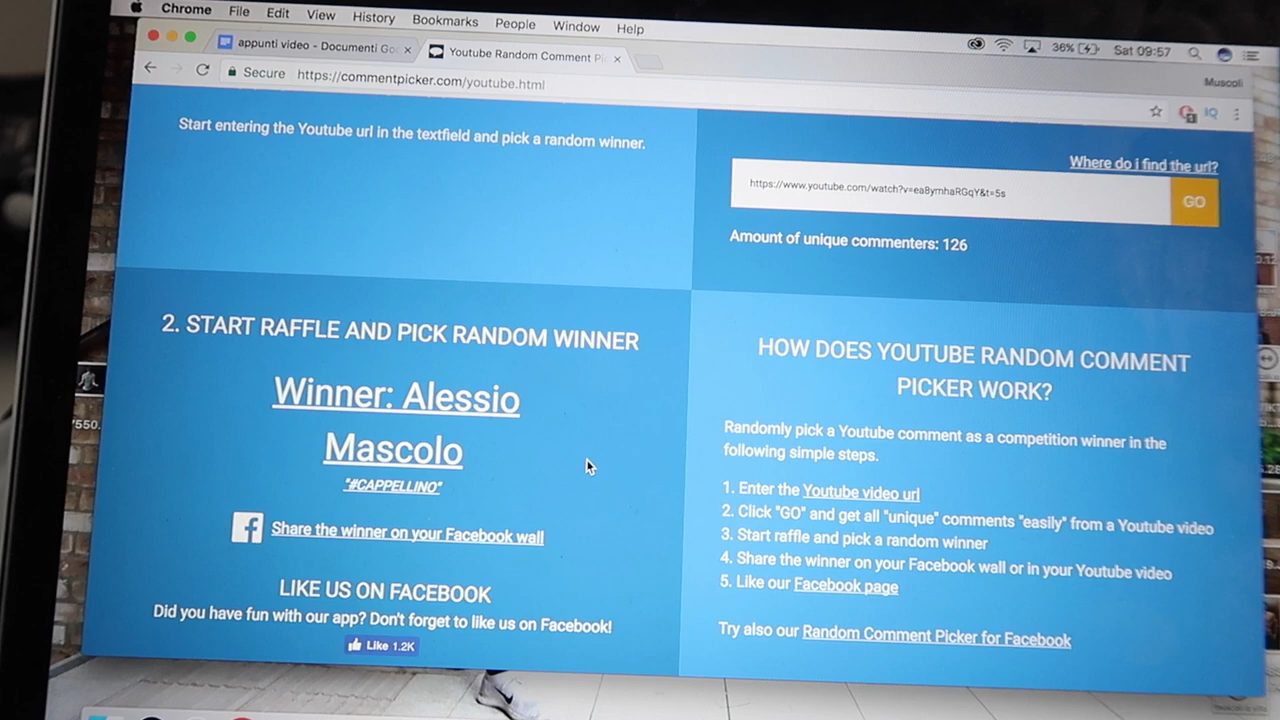 Chrome File Edit View History Bookmarks People Window Help
36% Sat 09:57
appunti video - Documenti Go
Youtube Random Comment Pi
Muscoli
Secure https://commentpicker.com/youtube.html
IQ
Start entering the Youtube url in the textfield and pick a random winner.
Where do i find the url?
https://www.youtube.com/watch?v=ea8ymhaRGqY&t=5s
GO
Amount of unique commenters: 126
2. START RAFFLE AND PICK RANDOM WINNER
Winner: Alessio
Mascolo
"#CAPPELLINO"
Share the winner on your Facebook wall
LIKE US ON FACEBOOK
Did you have fun with our app? Don't forget to like us on Facebook!
Like 1.2K
HOW DOES YOUTUBE RANDOM COMMENT
PICKER WORK?
Randomly pick a Youtube comment as a competition winner in the
following simple steps.
1. Enter the Youtube video url
2. Click "GO" and get all "unique" comments "easily" from a Youtube video
3. Start raffle and pick a random winner
4. Share the winner on your Facebook wall or in your Youtube video
5. Like our Facebook page
Try also our Random Comment Picker for Facebook